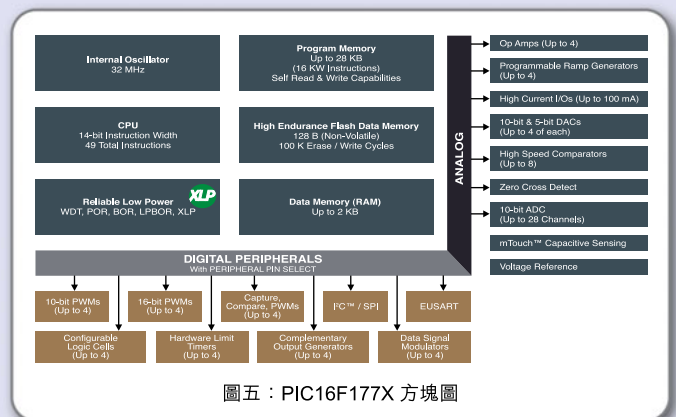 Internal Oscillator
32 MHz
Program Memory
Up to 28 KB
(16 KW Instructions)
Self Read & Write Capabilities
CPU
14-bit Instruction Width
49 Total Instructions
High Endurance Flash Data Memory
128 B (Non-Volatile)
100 K Erase / Write Cycles
Reliable Low Power
WDT, POR, BOR, LPBOR, XLP
XLP
Data Memory (RAM)
Up to 2 KB
ANALOG
Op Amps (Up to 4)
Programmable Ramp Generators
(Up to 4)
High Current I/Os (Up to 100 mA)
10-bit & 5-bit DACs
(Up to 4 of each)
High Speed Comparators
(Up to 8)
Zero Cross Detect
10-bit ADC
(Up to 28 Channels)
mTouch™ Capacitive Sensing
Voltage Reference
DIGITAL PERIPHERALS
With PERIPHERAL PIN SELECT
10-bit PWMs
(Up to 4)
16-bit PWMs
(Up to 4)
Capture,
Compare, PWMs
(Up to 4)
I²C™ / SPI
EUSART
Configurable
Logic Cells
(Up to 4)
Hardware Limit
Timers
(Up to 4)
Complementary
Output Generators
(Up to 4)
Data Signal
Modulators
(Up to 4)
圖五：PIC16F177X 方塊圖